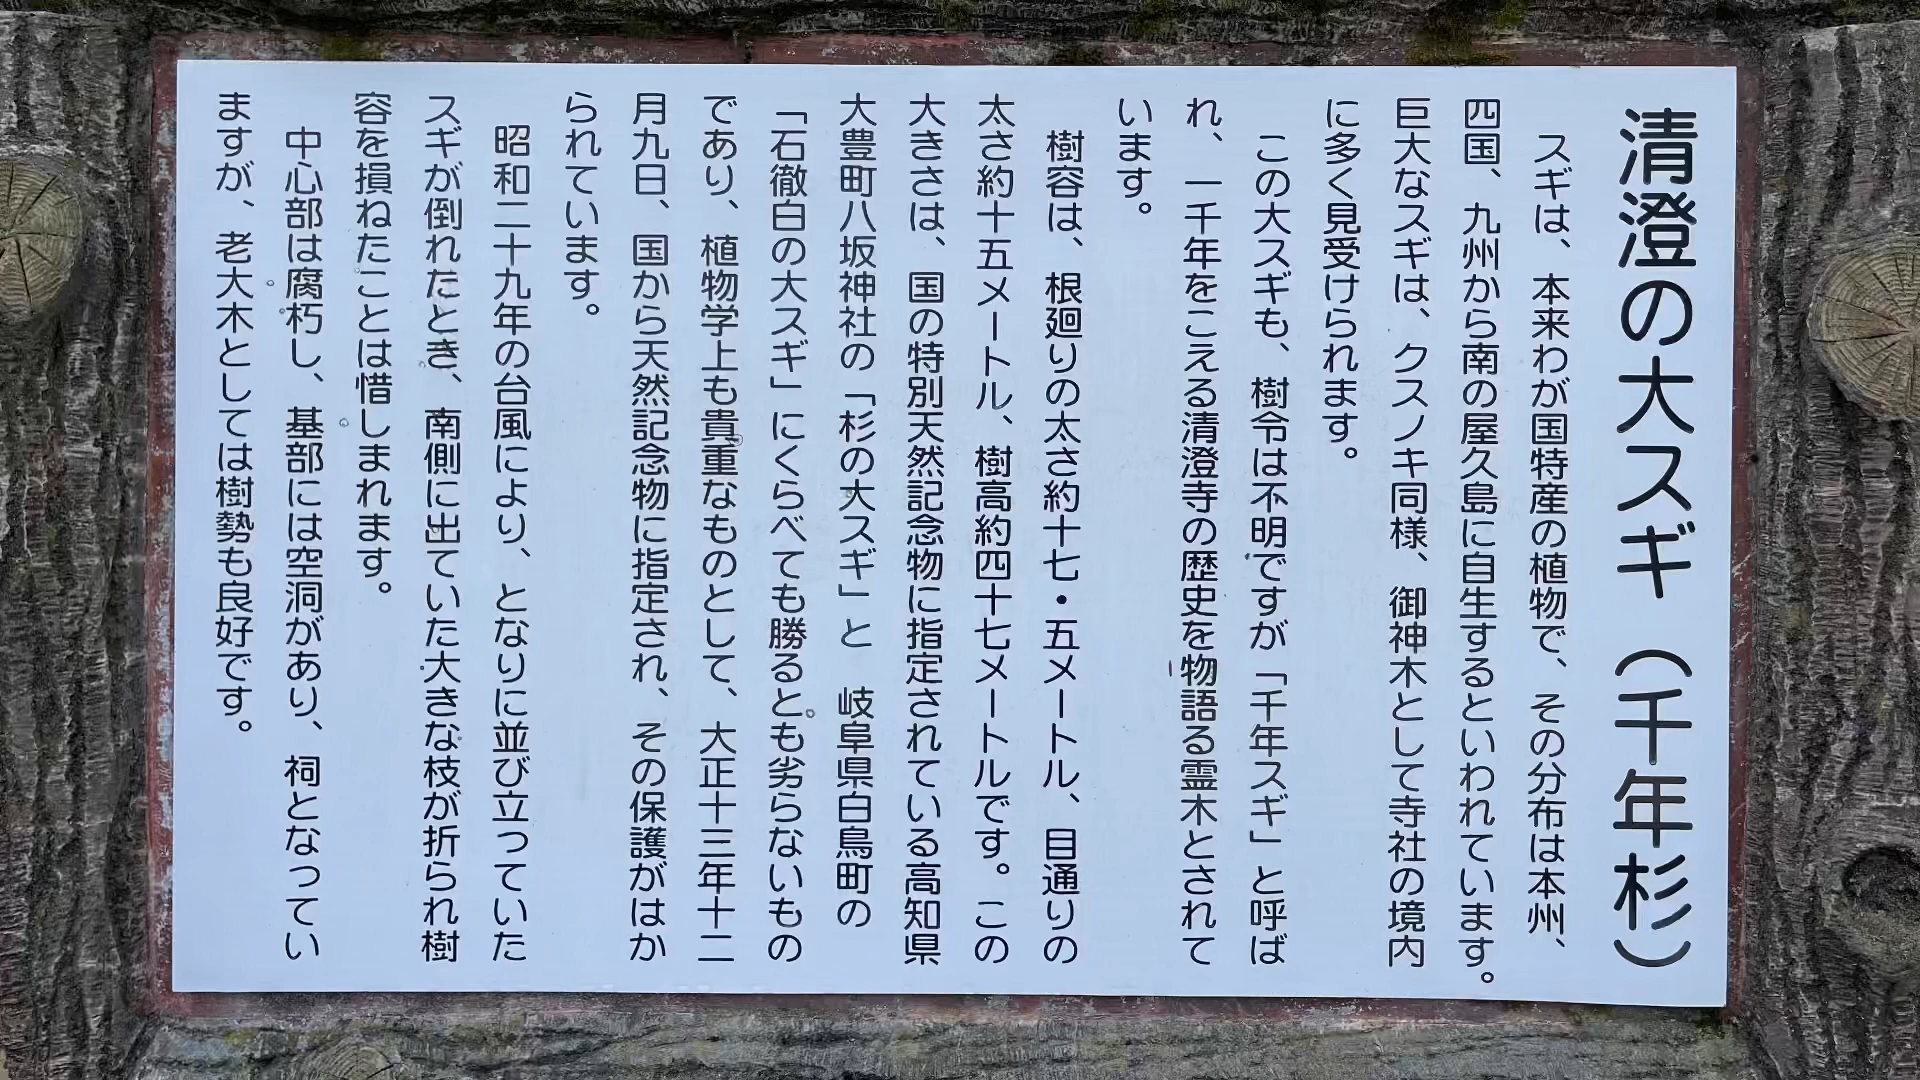 清澄の大スギ（千年杉）
スギは、本来わが国特産の植物で、その分布は本州、
四国、九州から南の屋久島に自生するといわれています。
巨大なスギは、クスノキ同様、御神木として寺社の境内
に多く見受けられます。
この大スギも、樹令は不明ですが「千年スギ」と呼ば
れ、一千年をこえる清澄寺の歴史を物語る霊木とされて
います。
樹容は、根廻りの太さ約十七・五メートル、目通りの
太さ約十五メートル、樹高約四十七メートルです。この
大きさは、国の特別天然記念物に指定されている高知県
大豊町八坂神社の「杉の大スギ」と　岐阜県白鳥町の
「石徹白の大スギ」にくらべても勝るとも劣らないもの
であり、植物学上も貴重なものとして、大正十三年十二
月九日、国から天然記念物に指定され、その保護がはか
られています。
昭和二十九年の台風により、となりに並び立っていた
スギが倒れたとき、南側に出ていた大きな枝が折られ樹
容を損ねたことは惜しまれます。
中心部は腐朽し、基部には空洞があり、祠となってい
ますが、老大木としては樹勢も良好です。